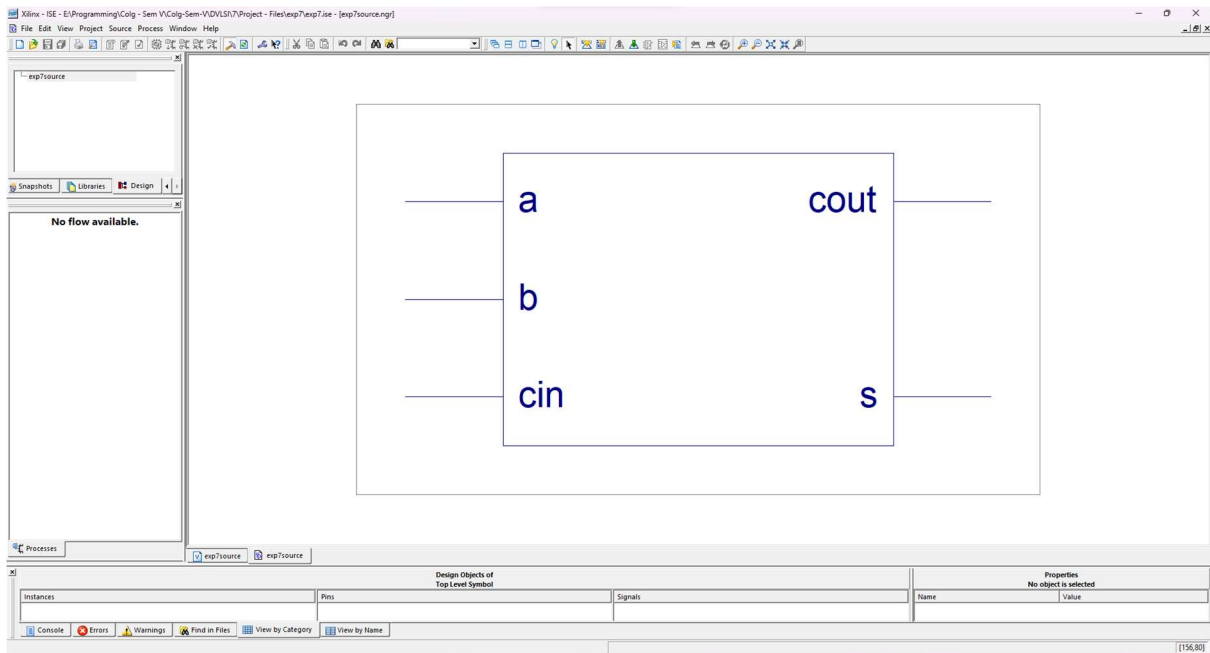 Xilinx - ISE - E:\Programming\Colg - Sem V\Colg-Sem-V\DVLSI\7\Project - Files\exp7\exp7.ise - [exp7source.ngr]
File Edit View Project Source Process Window Help
exp7source
Snapshots Libraries Design
No flow available.
a cout
b
cin s
Processes
exp7source exp7source
Design Objects of
Top Level Symbol
Properties
No object is selected
Instances Pins Signals Name Value
Console Errors Warnings Find in Files View by Category View by Name
[156,80]